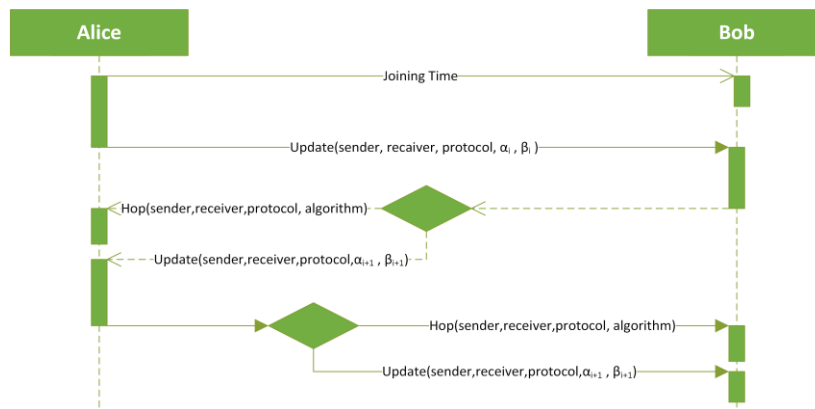 Alice
Bob
Joining Time
Update(sender, recaiver, protocol, αᵢ , βᵢ )
Hop(sender,receiver,protocol, algorithm)
Update(sender,receiver,protocol,αᵢ₊₁ , βᵢ₊₁)
Hop(sender,receiver,protocol, algorithm)
Update(sender,receiver,protocol,αᵢ₊₁ , βᵢ₊₁)